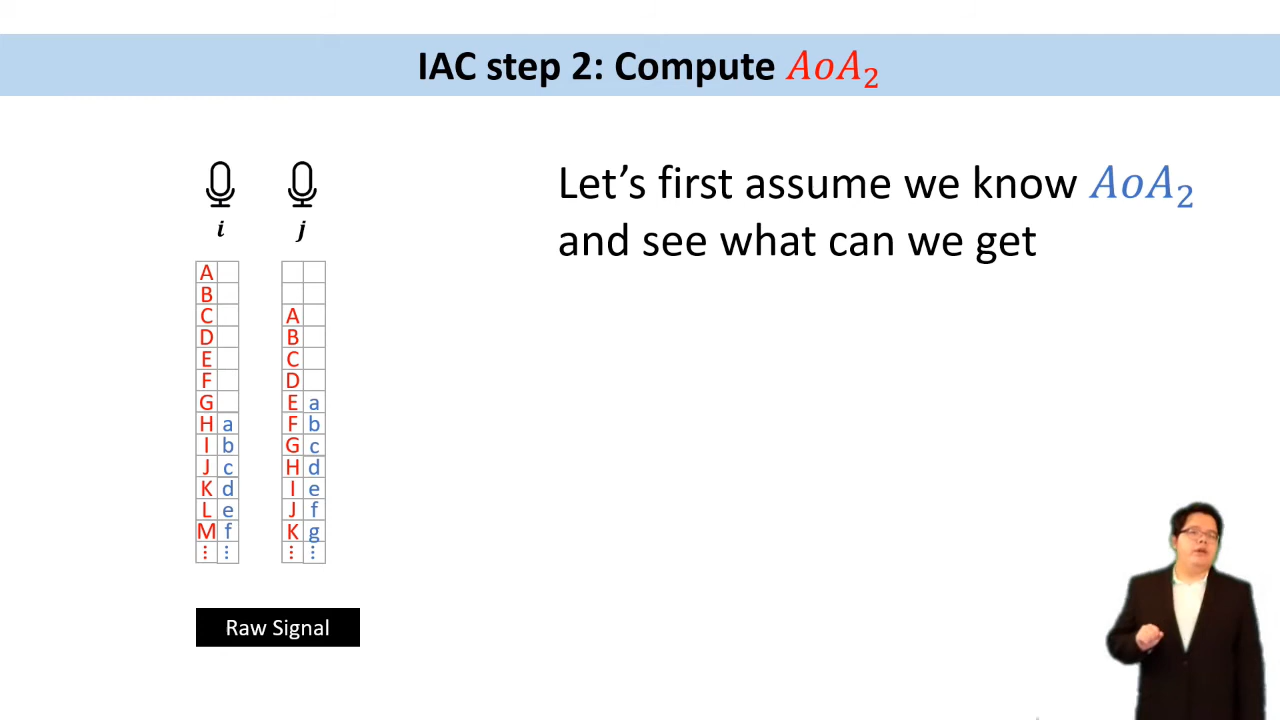 IAC step 2: Compute AoA₂
Let's first assume we know AoA₂
and see what can we get
i j
A
B
C A
D B
E C
F D
G E a
H a F b
I b G c
J c H d
K d I e
L e J f
M f K g
⋮ ⋮ ⋮ ⋮
Raw Signal